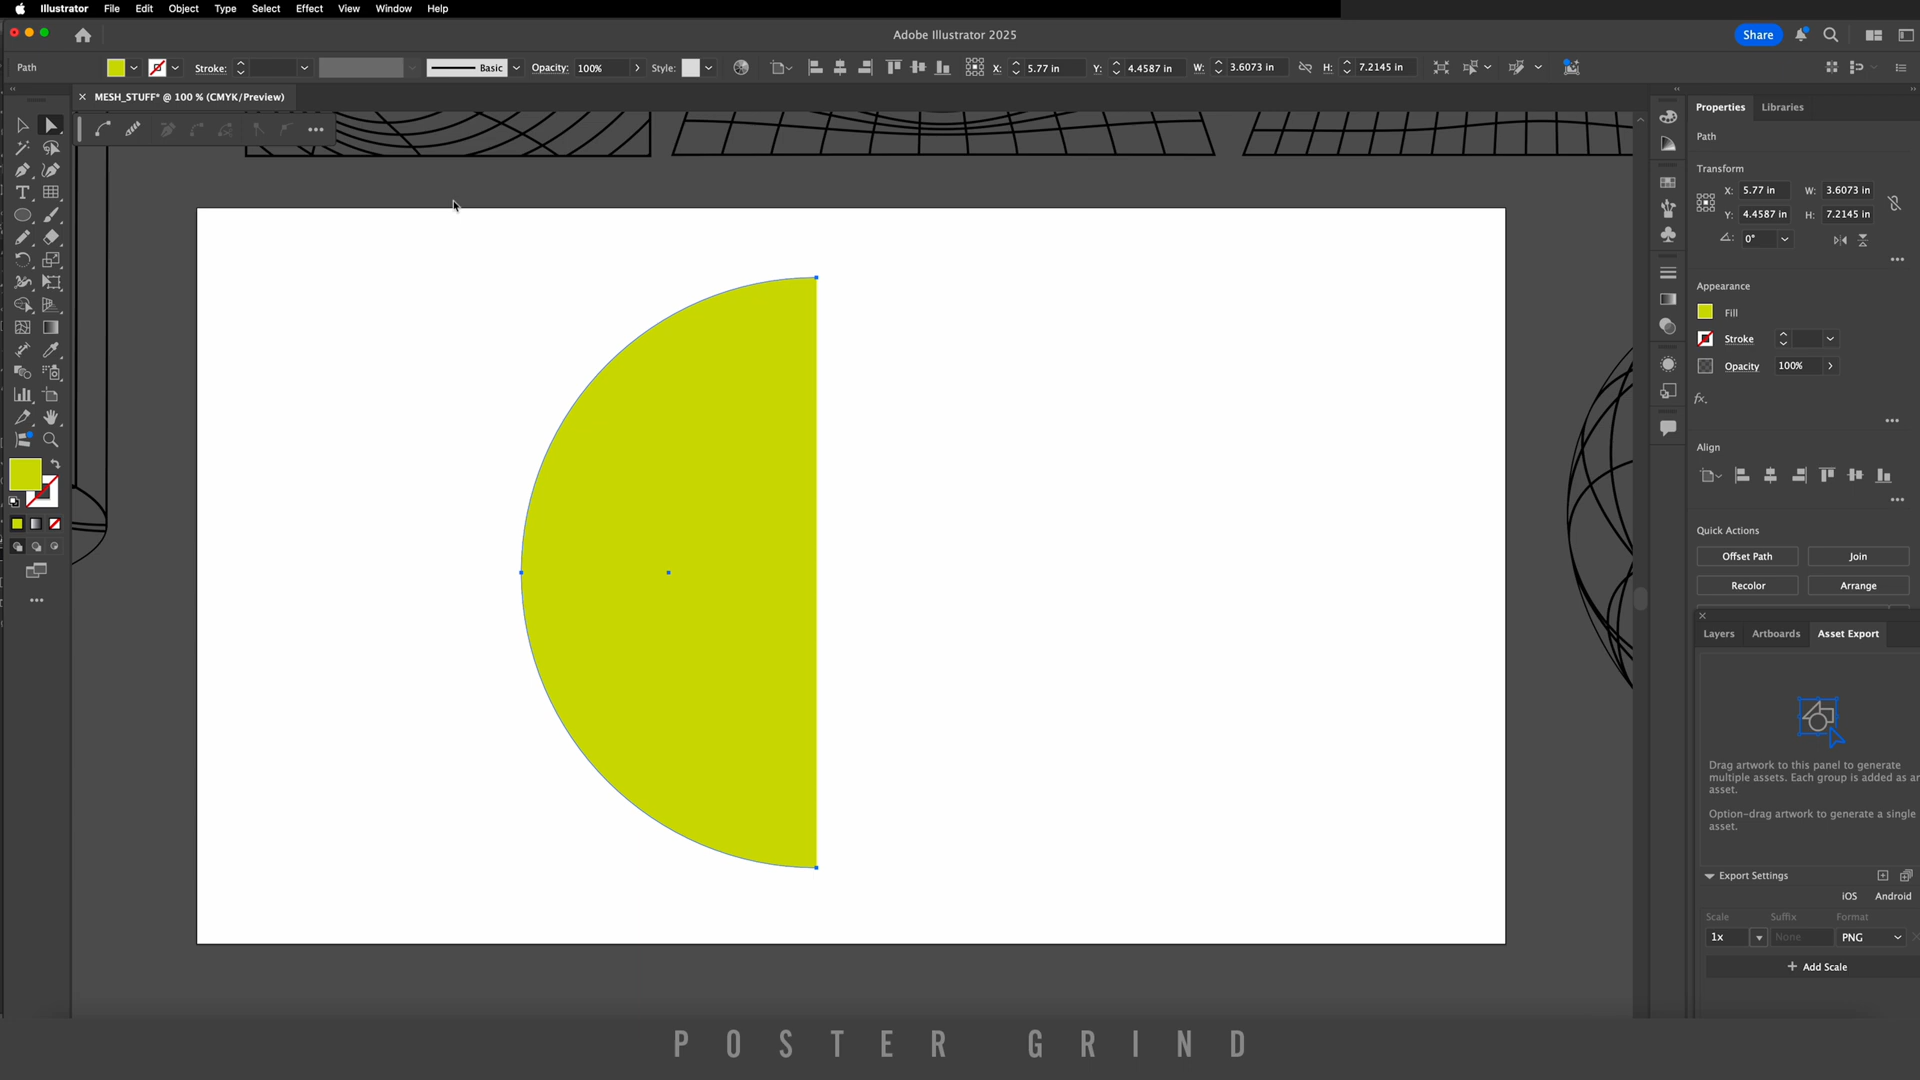 Illustrator File Edit Object Type Select Effect View Window Help
Adobe Illustrator 2025
Share
Path Stroke: Basic Opacity: 100% Style: X: 5.77 in Y: 4.4587 in W: 3.6073 in H: 7.2145 in
× MESH_STUFF* @ 100 % (CMYK/Preview)
Properties Libraries
Path
Transform
X: 5.77 in W: 3.6073 in
Y: 4.4587 in H: 7.2145 in
0°
Appearance
Fill
Stroke
Opacity 100%
fx.
Align
Quick Actions
Offset Path Join
Recolor Arrange
Layers Artboards Asset Export
Drag artwork to this panel to generate
multiple assets. Each group is added as an
asset.
Option-drag artwork to generate a single
asset.
Export Settings
iOS Android
Scale Suffix Format
1x None PNG
+ Add Scale
POSTER GRIND